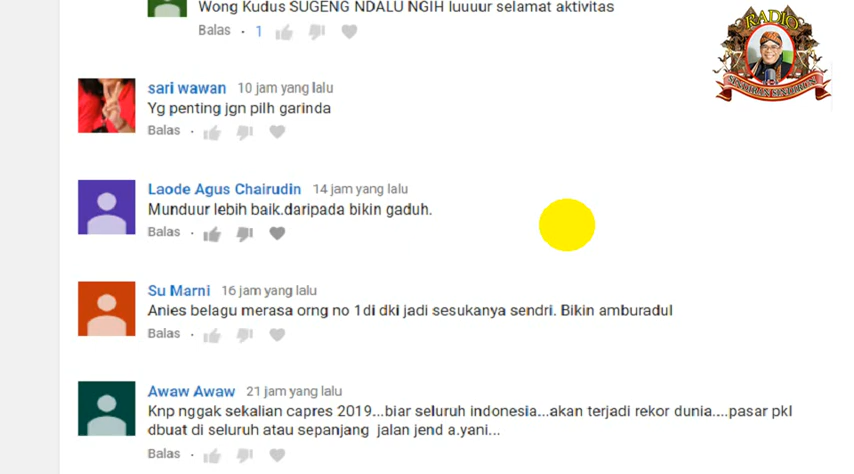 Wong Kudus SUGENG NDALU NGIH luuuur selamat aktivitas
Balas · 1
RADIO
sari wawan 10 jam yang lalu
Yg penting jgn pilh garinda
Balas ·
Laode Agus Chairudin 14 jam yang lalu
Munduur lebih baik.daripada bikin gaduh.
Balas ·
Su Marni 16 jam yang lalu
Anies belagu merasa orng no 1di dki jadi sesukanya sendri. Bikin amburadul
Balas ·
Awaw Awaw 21 jam yang lalu
Knp nggak sekalian capres 2019...biar seluruh indonesia...akan terjadi rekor dunia....pasar pkl
dbuat di seluruh atau sepanjang jalan jend a.yani...
Balas ·